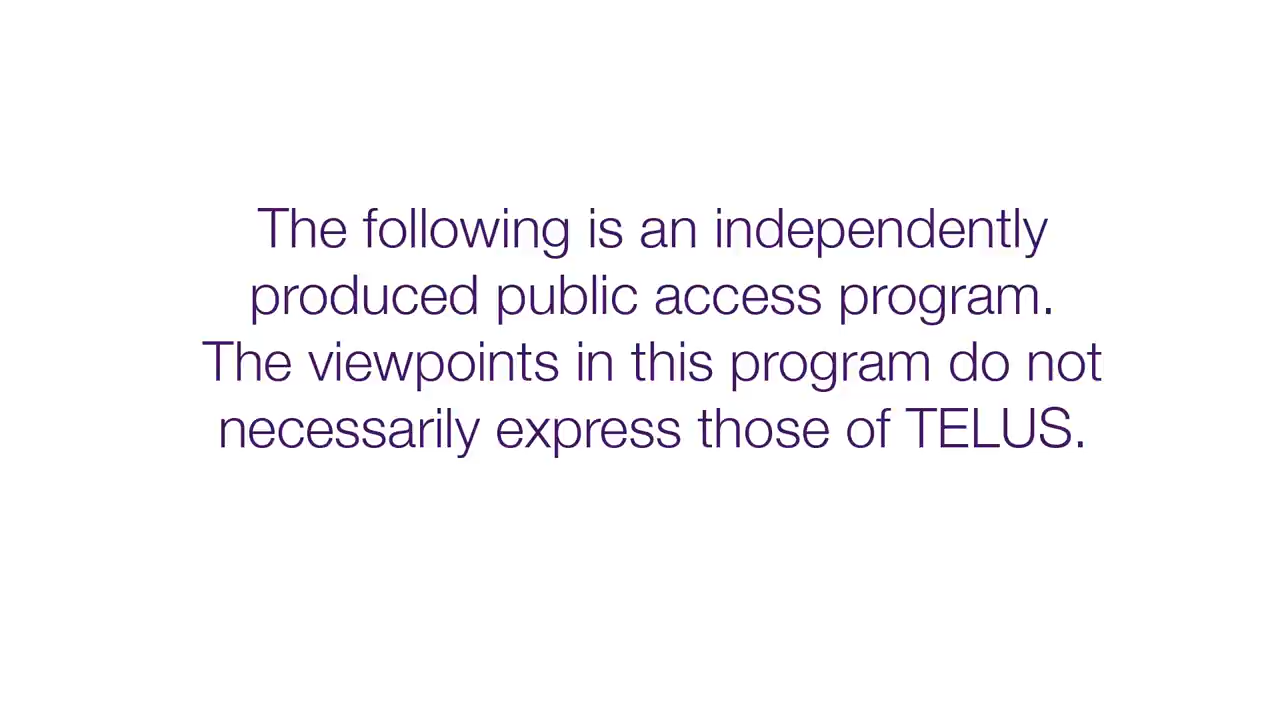 The following is an independently
produced public access program.
The viewpoints in this program do not
necessarily express those of TELUS.